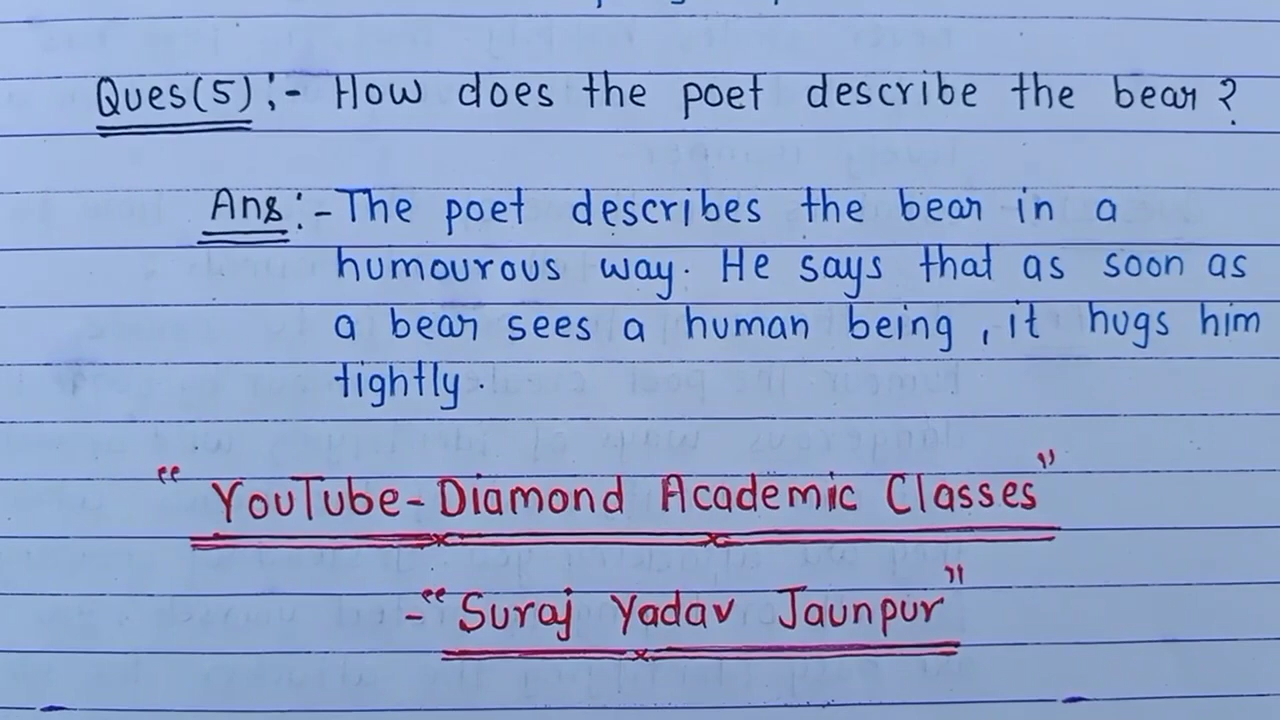 Ques(5):- How does the poet describe the bear?
Ans:- The poet describes the bear in a
humourous way. He says that as soon as
a bear sees a human being, it hugs him
tightly.
"YouTube-Diamond Academic Classes"
-"Suraj Yadav Jaunpur"